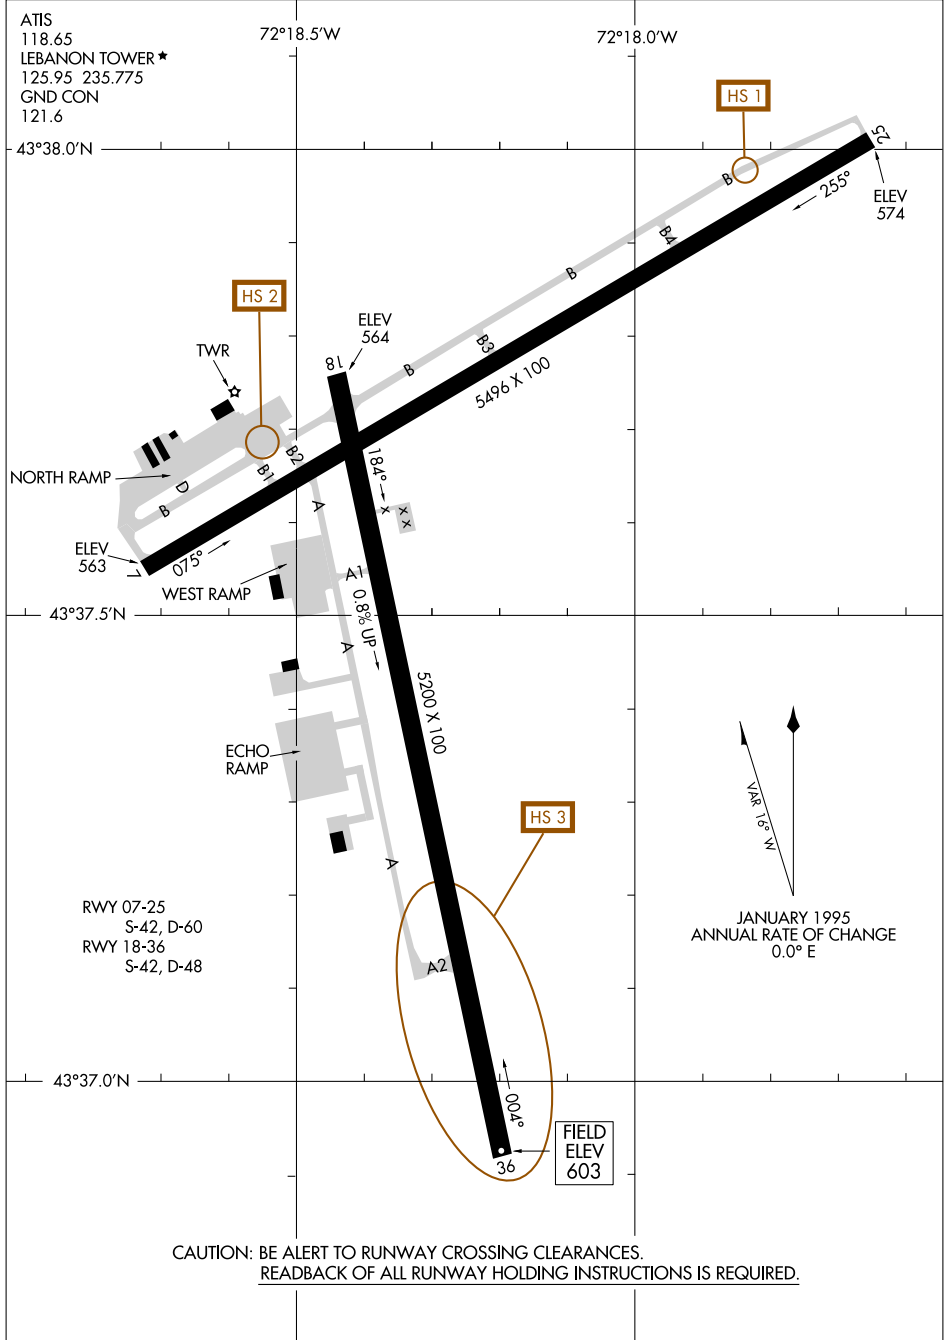 ATIS
118.65
LEBANON TOWER ★
125.95 235.775
GND CON
121.6
72°18.5'W
72°18.0'W
HS 1
43°38.0'N
25
B
255°
ELEV
574
B4
B
HS 2
ELEV
564
18
TWR
B3
B
5496 X 100
B2
B1
184°
NORTH RAMP
D
B
A
X
X X
ELEV
563
7
075°
WEST RAMP
A1
43°37.5'N
0.8% UP
A
5200 X 100
ECHO
RAMP
VAR 16° W
HS 3
A
RWY 07-25
S-42, D-60
RWY 18-36
S-42, D-48
JANUARY 1995
ANNUAL RATE OF CHANGE
0.0° E
A2
43°37.0'N
004°
FIELD
ELEV
603
36
CAUTION: BE ALERT TO RUNWAY CROSSING CLEARANCES.
READBACK OF ALL RUNWAY HOLDING INSTRUCTIONS IS REQUIRED.